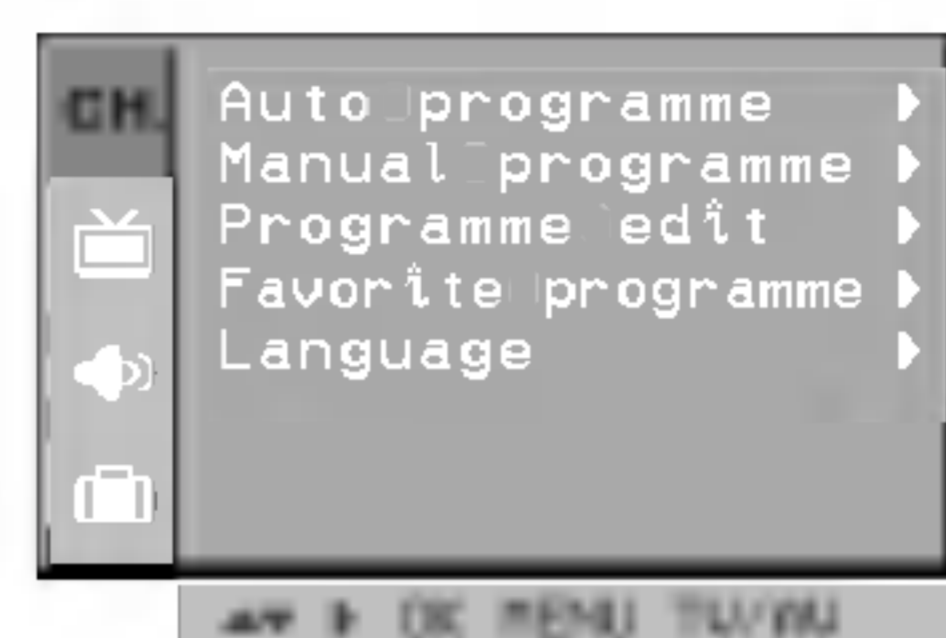 CH.
Auto programme
Manual programme
Programme edit
Favorite programme
Language
OK MENU TV/AV